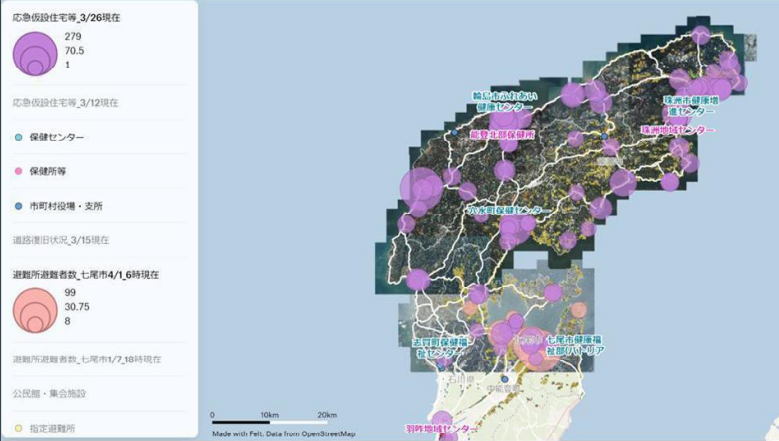 応急仮設住宅等_3/26現在
279
70.5
1
応急仮設住宅等_3/12現在
保健センター
保健所等
市町村役場・支所
道路復旧状況_3/15現在
避難所避難者数_七尾市4/1_6時現在
99
30.75
8
避難所避難者数_七尾市1/7_18時現在
公民館・集会施設
指定避難所
輪島市ふれあい
健康センター
能登北部保健所
珠洲市健康増
進センター
珠洲地域センター
穴水町保健センター
志賀町保健福
祉センター
七尾市健康福
祉部(パトリア
石川県
中能登町
羽咋地域センター
0 10km 20km
Made with Felt. Data from OpenStreetMap